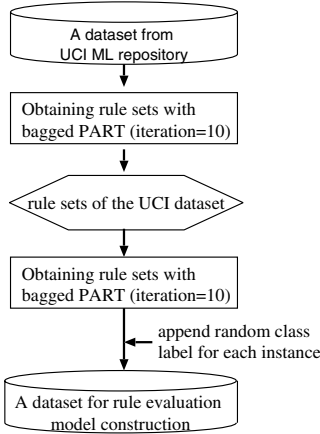 A dataset from
UCI ML repository
Obtaining rule sets with
bagged PART (iteration=10)
rule sets of the UCI dataset
Obtaining rule sets with
bagged PART (iteration=10)
append random class
label for each instance
A dataset for rule evaluation
model construction